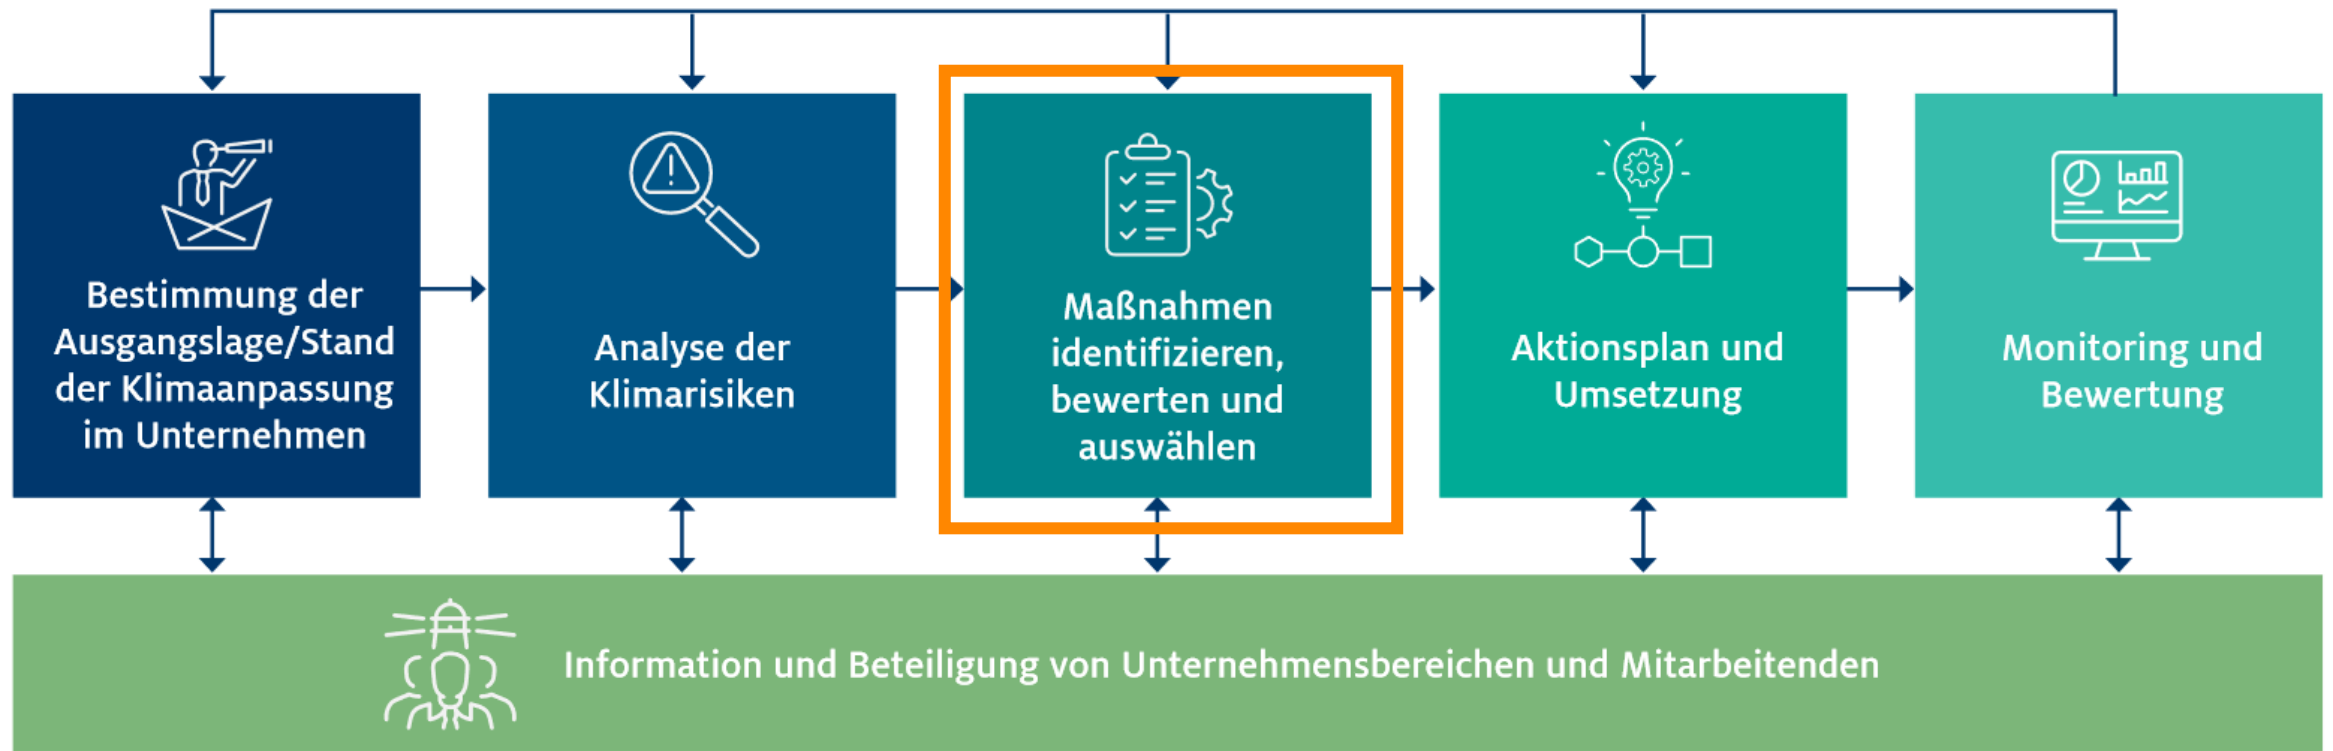 Bestimmung der
Ausgangslage/Stand
der Klimaanpassung
im Unternehmen
Analyse der
Klimarisiken
Maßnahmen
identifizieren,
bewerten und
auswählen
Aktionsplan und
Umsetzung
Monitoring und
Bewertung
Information und Beteiligung von Unternehmensbereichen und Mitarbeitenden